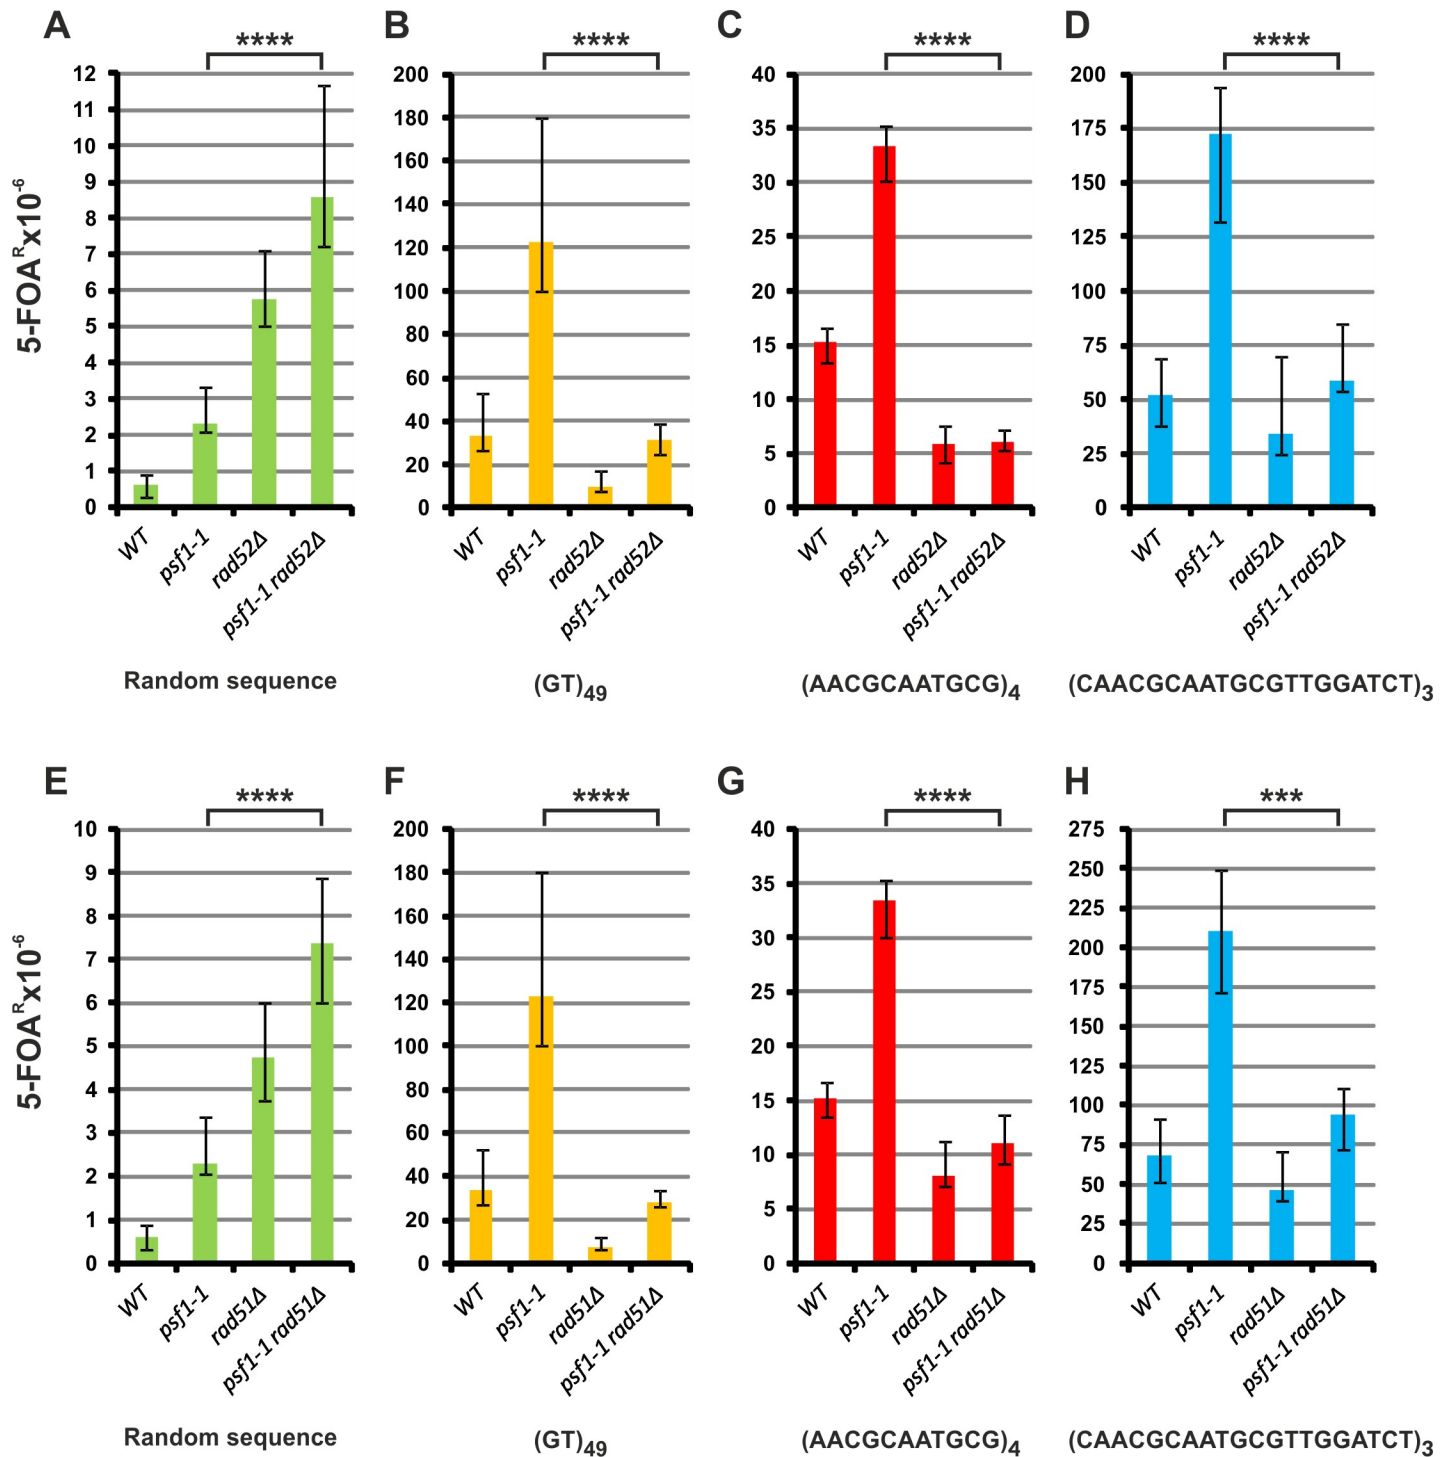 A
****
5-FOAᴿx10⁻⁶
12
11
10
9
8
7
6
5
4
3
2
1
0
WT
psf1-1
rad52Δ
psf1-1 rad52Δ
Random sequence
B
****
200
180
160
140
120
100
80
60
40
20
0
WT
psf1-1
rad52Δ
psf1-1 rad52Δ
(GT)₄₉
C
****
40
35
30
25
20
15
10
5
0
WT
psf1-1
rad52Δ
psf1-1 rad52Δ
(AACGCAATGCG)₄
D
****
200
175
150
125
100
75
50
25
0
WT
psf1-1
rad52Δ
psf1-1 rad52Δ
(CAACGCAATGCGTTGGATCT)₃
E
****
5-FOAᴿx10⁻⁶
10
9
8
7
6
5
4
3
2
1
0
WT
psf1-1
rad51Δ
psf1-1 rad51Δ
Random sequence
F
****
200
180
160
140
120
100
80
60
40
20
0
WT
psf1-1
rad51Δ
psf1-1 rad51Δ
(GT)₄₉
G
****
40
35
30
25
20
15
10
5
0
WT
psf1-1
rad51Δ
psf1-1 rad51Δ
(AACGCAATGCG)₄
H
***
275
250
225
200
175
150
125
100
75
50
25
0
WT
psf1-1
rad51Δ
psf1-1 rad51Δ
(CAACGCAATGCGTTGGATCT)₃